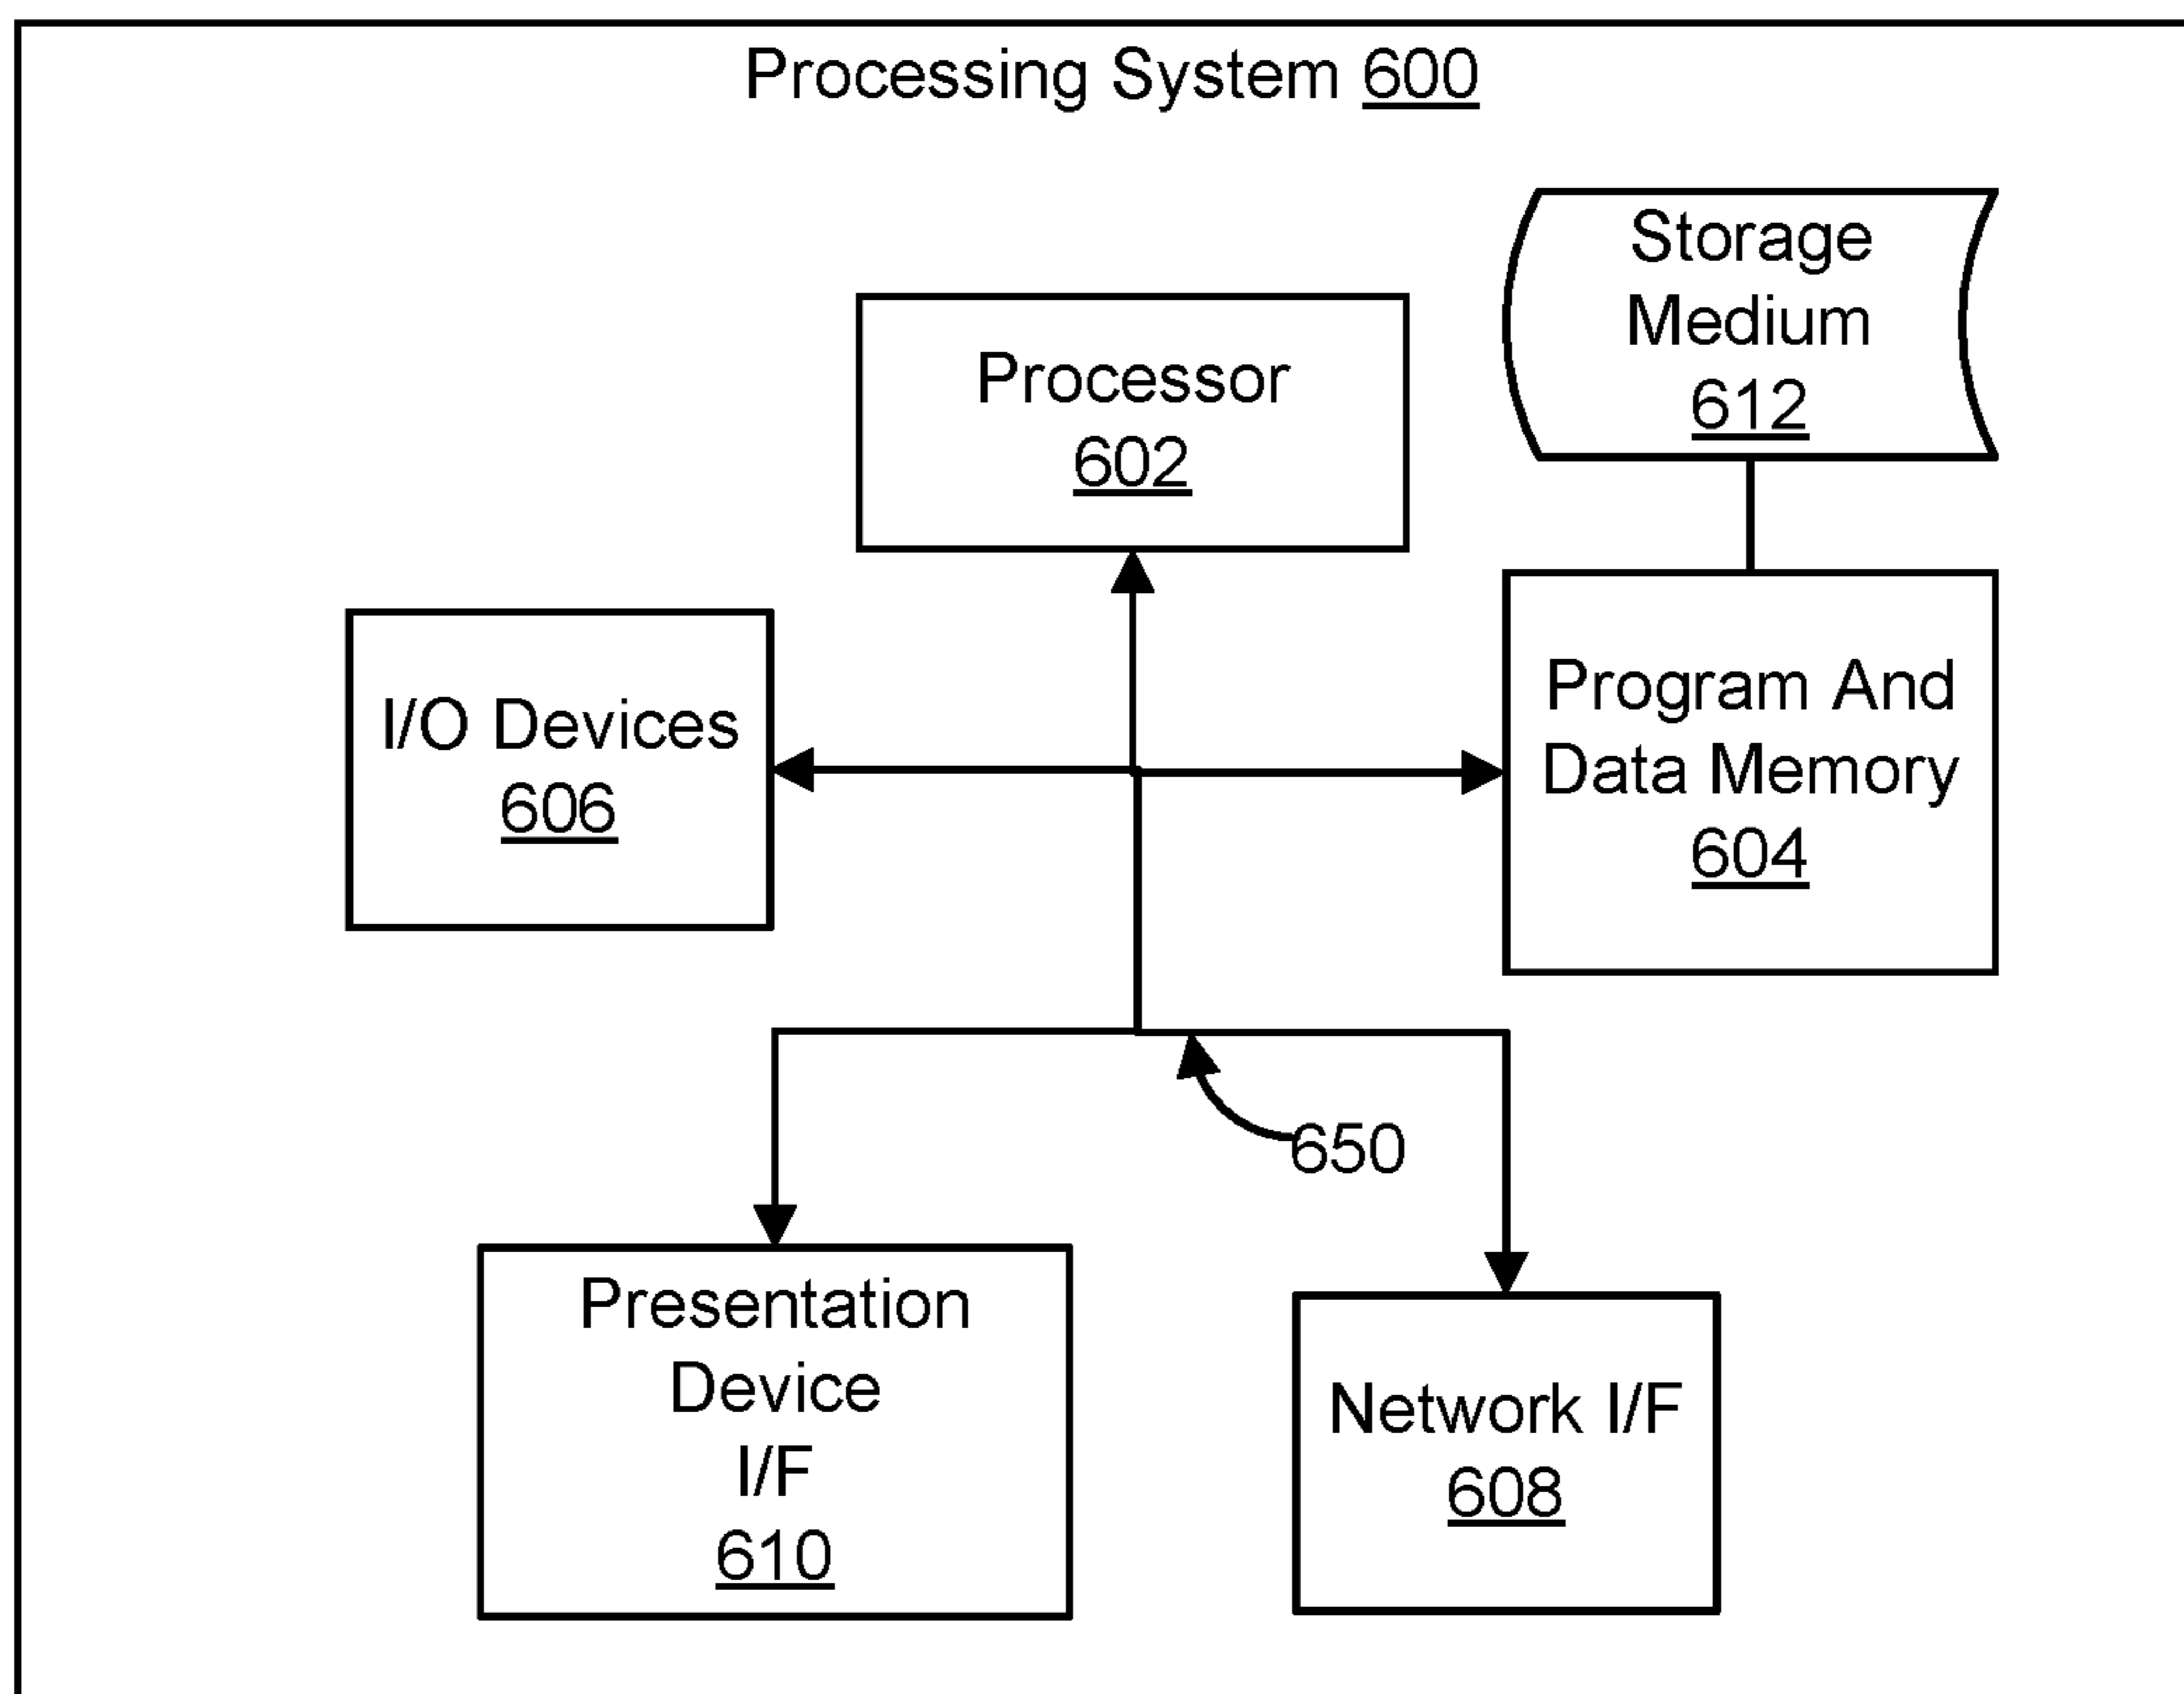 Processing System 600
Storage
Medium
612
Processor
602
I/O Devices
606
Program And
Data Memory
604
650
Presentation
Device
I/F
610
Network I/F
608